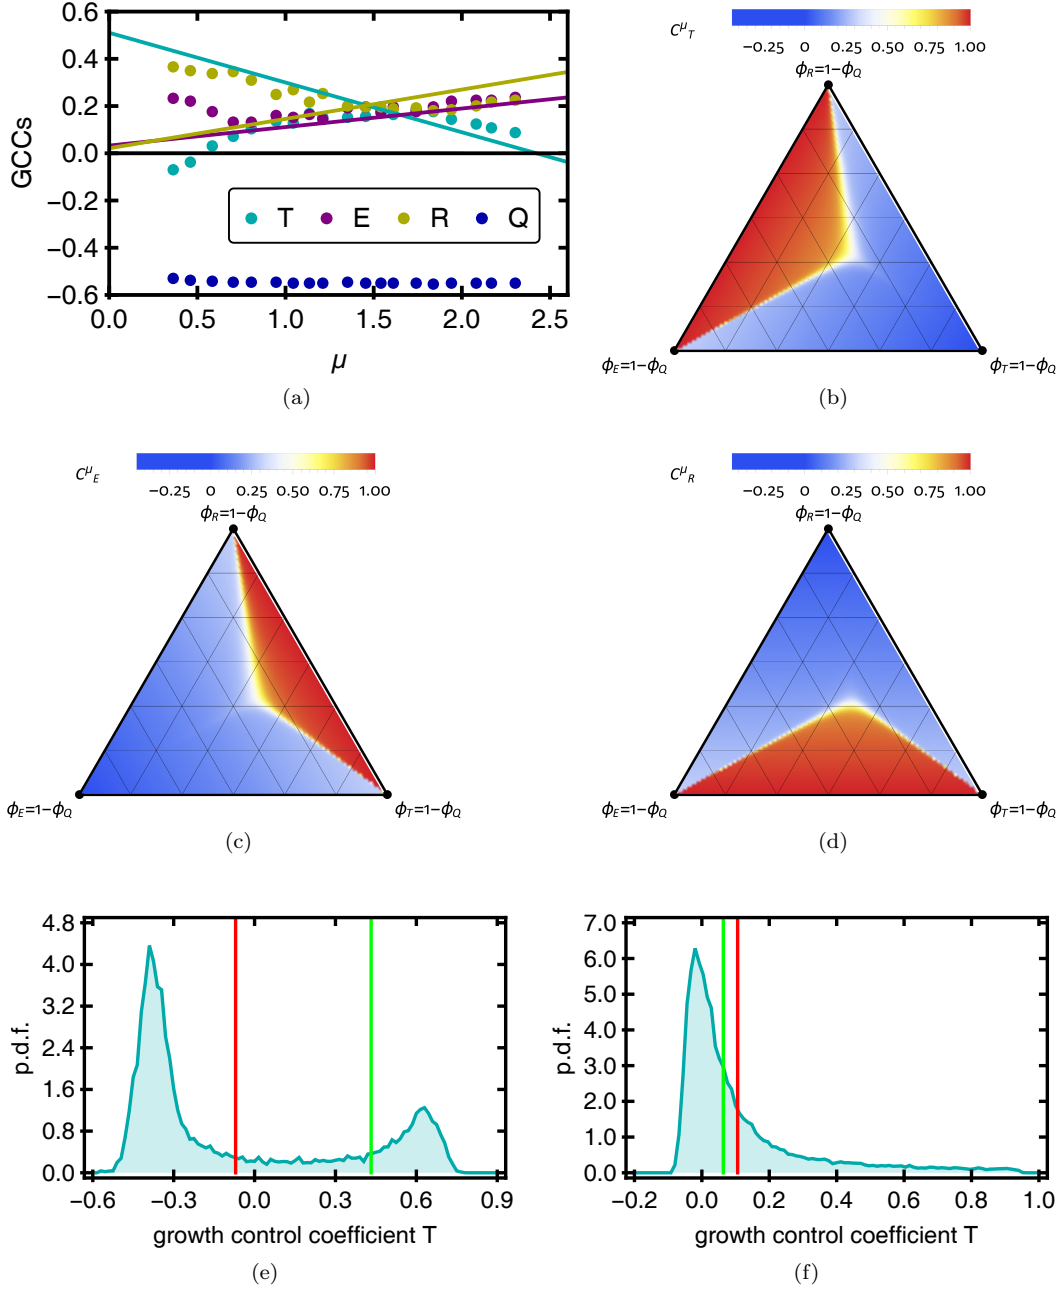 0.6
0.4
0.2
0.0
−0.2
−0.4
−0.6
GCCs
T E R Q
0.0 0.5 1.0 1.5 2.0 2.5
μ
(a)
C^μ_T
−0.25 0 0.25 0.50 0.75 1.00
ϕ_R=1−ϕ_Q
ϕ_E=1−ϕ_Q ϕ_T=1−ϕ_Q
(b)
C^μ_E
−0.25 0 0.25 0.50 0.75 1.00
ϕ_R=1−ϕ_Q
ϕ_E=1−ϕ_Q ϕ_T=1−ϕ_Q
(c)
C^μ_R
−0.25 0 0.25 0.50 0.75 1.00
ϕ_R=1−ϕ_Q
ϕ_E=1−ϕ_Q ϕ_T=1−ϕ_Q
(d)
4.8
4.0
3.2
2.4
1.6
0.8
0.0
p.d.f.
−0.6 −0.3 0.0 0.3 0.6 0.9
growth control coefficient T
(e)
7.0
6.0
5.0
4.0
3.0
2.0
1.0
0.0
p.d.f.
−0.2 0.0 0.2 0.4 0.6 0.8 1.0
growth control coefficient T
(f)